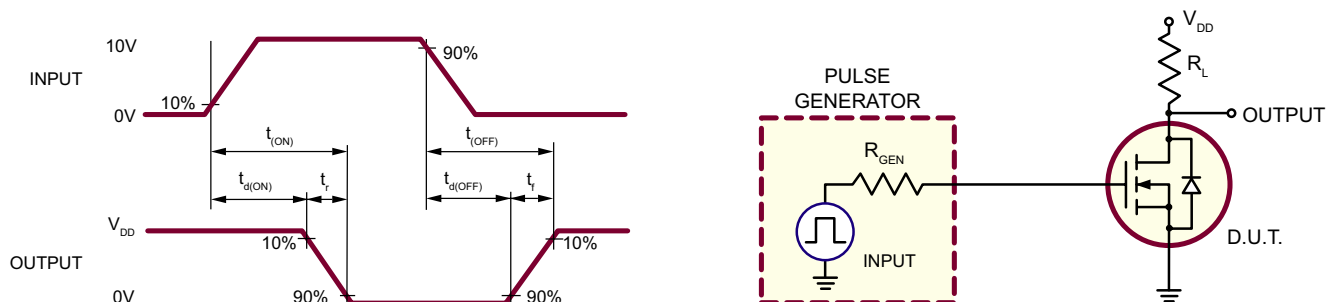 10V
INPUT
90%
10%
0V
t(ON)
t(OFF)
td(ON)
tr
td(OFF)
tf
VDD
10%
10%
OUTPUT
0V
90%
90%
VDD
RL
PULSE
GENERATOR
OUTPUT
RGEN
INPUT
D.U.T.